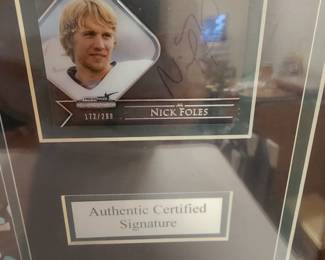 NICK FOLES
172/299
Authentic Certified
Signature